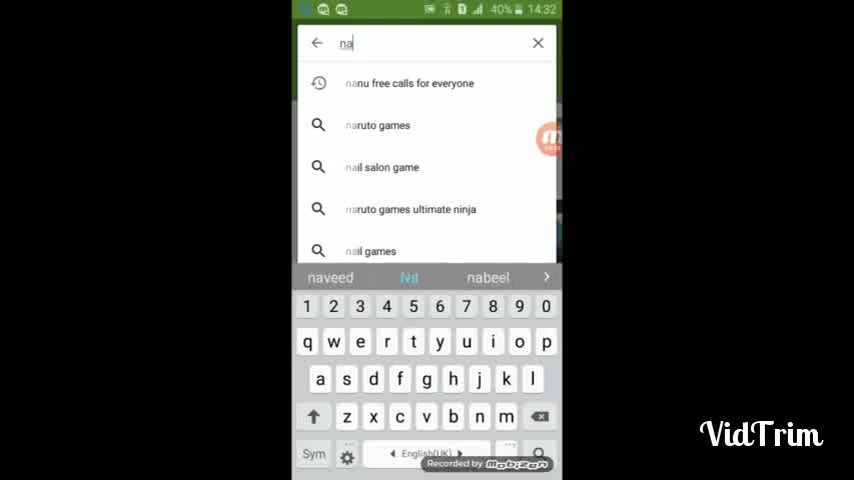 40% 14:32
na
nanu free calls for everyone
naruto games
nail salon game
naruto games ultimate ninja
nail games
naveed Na nabeel
1 2 3 4 5 6 7 8 9 0
q w e r t y u i o p
a s d f g h j k l
z x c v b n m
Sym English(UK)
Recorded by mobizen
VidTrim